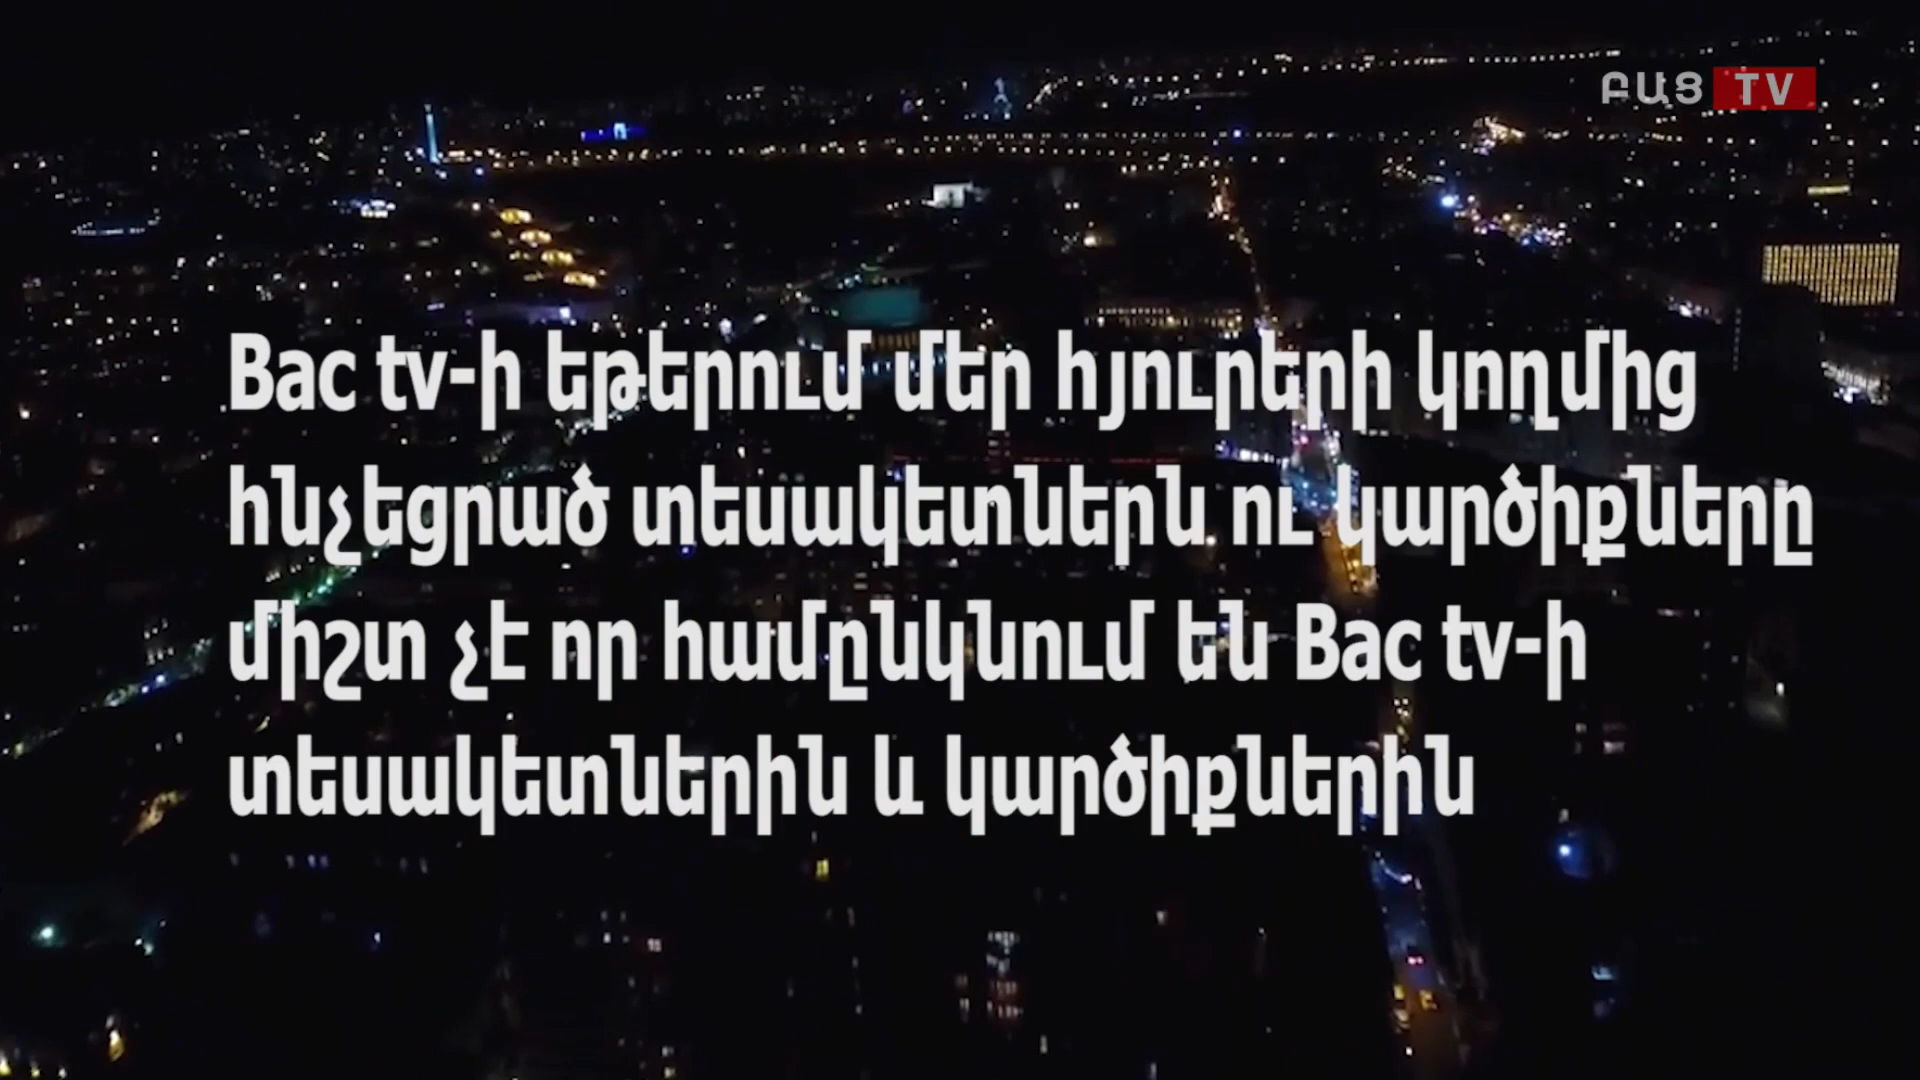 ԲԱՑ TV
Bac tv-ի եթերում մեր հյուրերի կողմից
հնչեցրած տեսակետներն ու կարծիքները
միշտ չէ որ համընկնում են Bac tv-ի
տեսակետներին և կարծիքներին